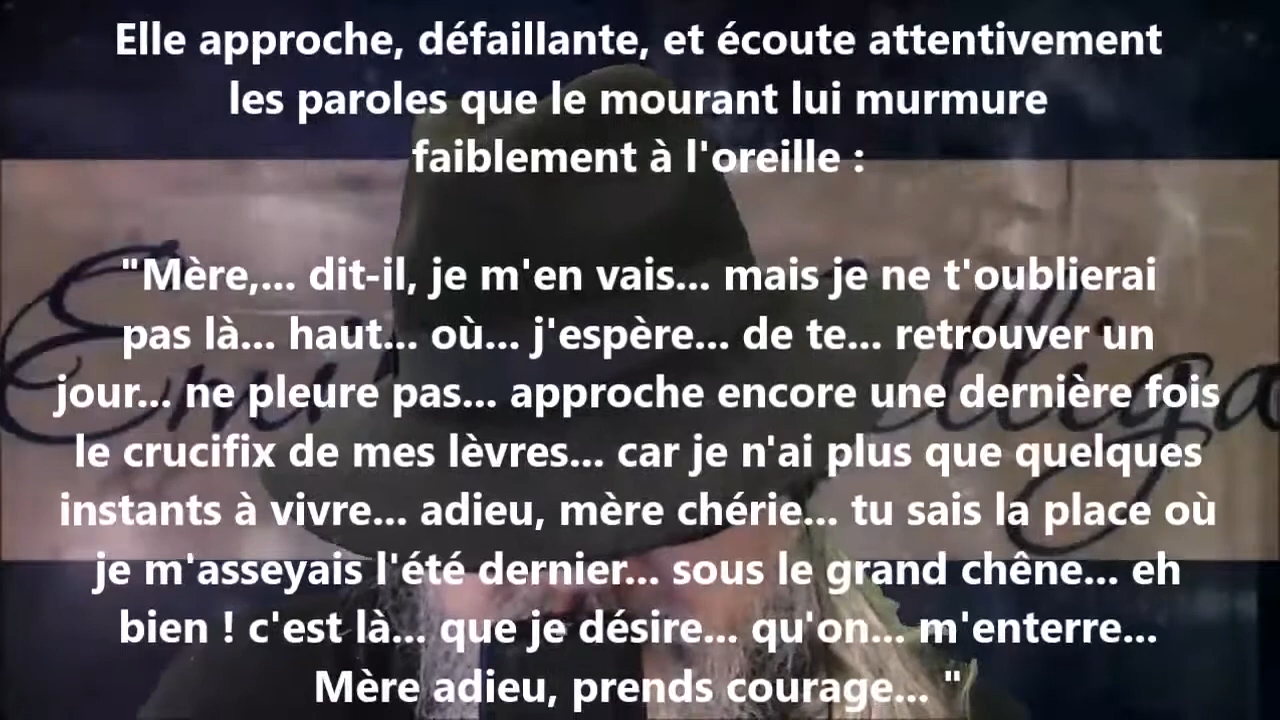 Elle approche, défaillante, et écoute attentivement
les paroles que le mourant lui murmure
faiblement à l'oreille :
"Mère,... dit-il, je m'en vais... mais je ne t'oublierai
pas là... haut... où... j'espère... de te... retrouver un
jour... ne pleure pas... approche encore une dernière fois
le crucifix de mes lèvres... car je n'ai plus que quelques
instants à vivre... adieu, mère chérie... tu sais la place où
je m'asseyais l'été dernier... sous le grand chêne... eh
bien ! c'est là... que je désire... qu'on... m'enterre...
Mère adieu, prends courage... "